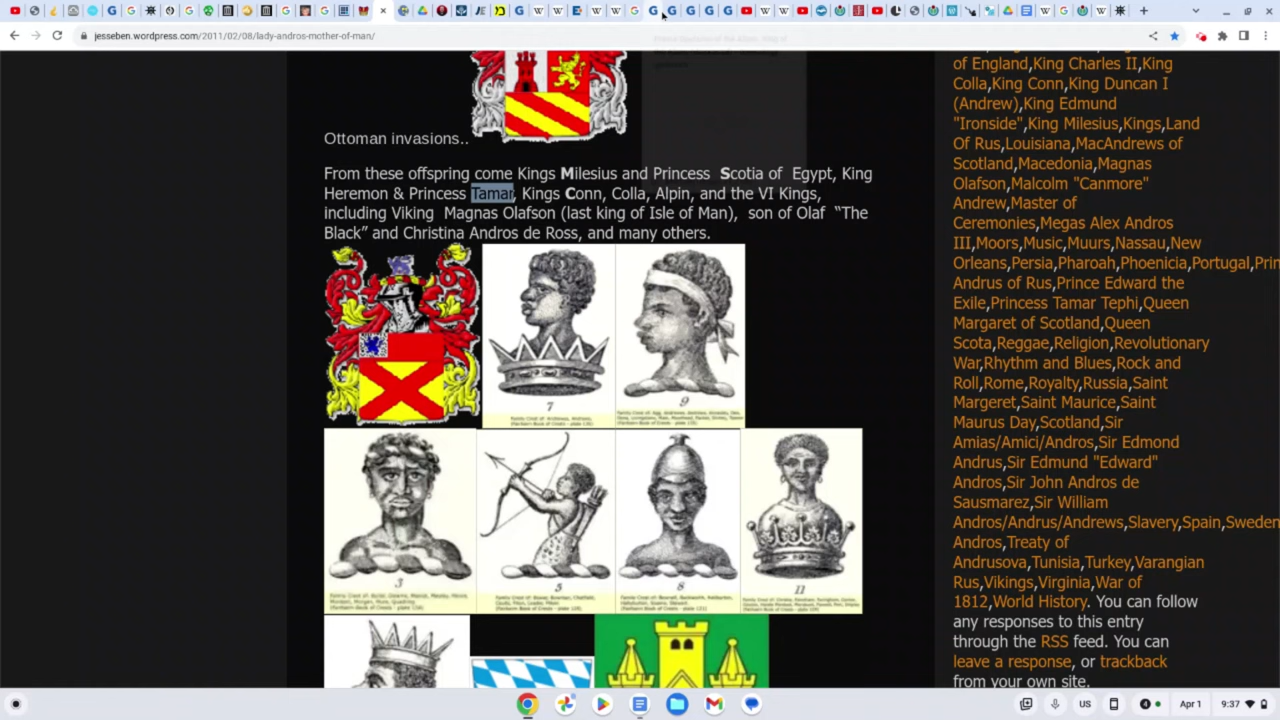 jesseben.wordpress.com/2011/02/08/lady-andros-mother-of-man/
Ottoman invasions..
From these offspring come Kings Milesius and Princess Scotia of Egypt, King
Heremon & Princess Tamar, Kings Conn, Colla, Alpin, and the VI Kings,
including Viking Magnas Olafson (last king of Isle of Man), son of Olaf “The
Black” and Christina Andros de Ross, and many others.
7
9
3
5
8
11
of England,King Charles II,King
Colla,King Conn,King Duncan I
(Andrew),King Edmund
"Ironside",King Milesius,Kings,Land
Of Rus,Louisiana,MacAndrews of
Scotland,Macedonia,Magnas
Olafson,Malcolm "Canmore"
Andrew,Master of
Ceremonies,Megas Alex Andros
III,Moors,Music,Muurs,Nassau,New
Orleans,Persia,Pharoah,Phoenicia,Portugal,Prin
Andrus of Rus,Prince Edward the
Exile,Princess Tamar Tephi,Queen
Margaret of Scotland,Queen
Scota,Reggae,Religion,Revolutionary
War,Rhythm and Blues,Rock and
Roll,Rome,Royalty,Russia,Saint
Margeret,Saint Maurice,Saint
Maurus Day,Scotland,Sir
Amias/Amici/Andros,Sir Edmond
Andrus,Sir Edmund "Edward"
Andros,Sir John Andros de
Sausmarez,Sir William
Andros/Andrus/Andrews,Slavery,Spain,Sweden
Andros,Treaty of
Andrusova,Tunisia,Turkey,Varangian
Rus,Vikings,Virginia,War of
1812,World History. You can follow
any responses to this entry
through the RSS feed. You can
leave a response, or trackback
from your own site.
US
4
Apr 1
9:37